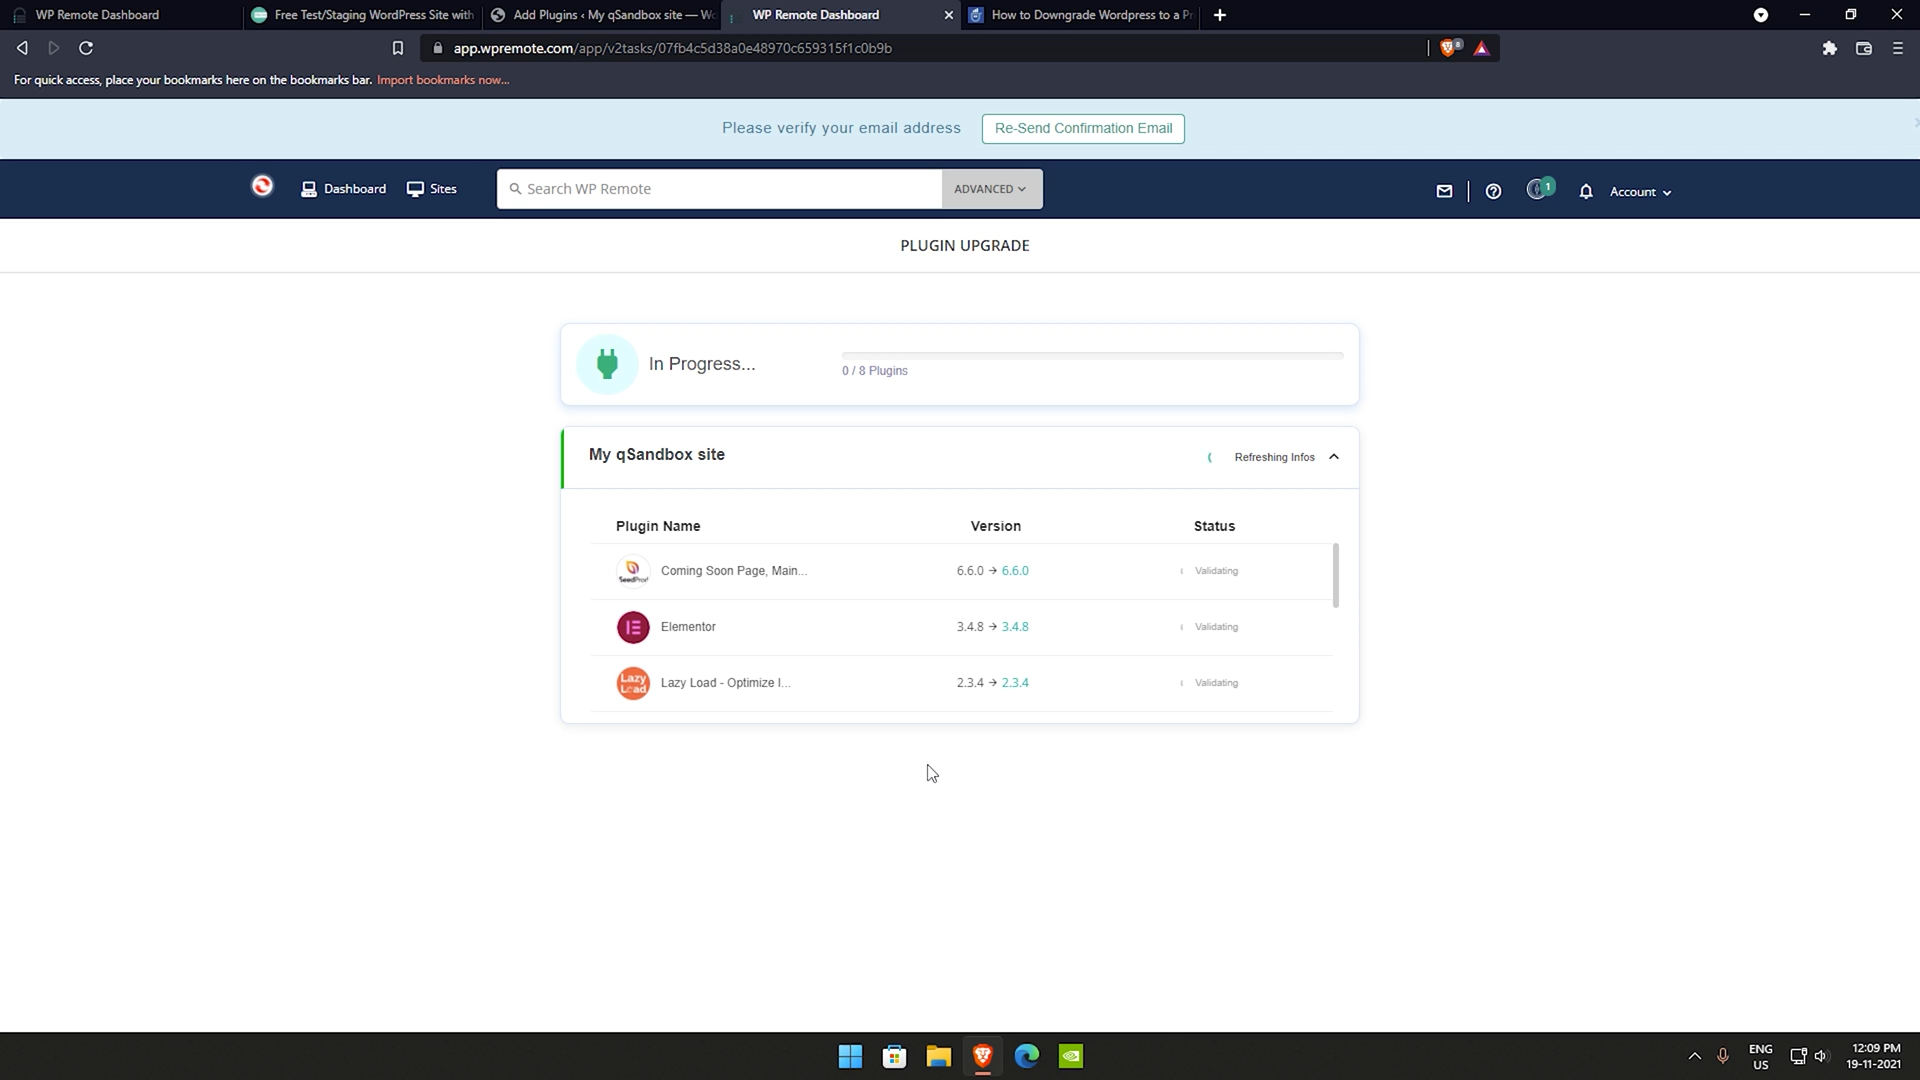 WP Remote Dashboard
Free Test/Staging WordPress Site with
Add Plugins ‹ My qSandbox site — Wo
WP Remote Dashboard
How to Downgrade Wordpress to a Pr
app.wpremote.com/app/v2tasks/07fb4c5d38a0e48970c659315f1c0b9b
8
For quick access, place your bookmarks here on the bookmarks bar. Import bookmarks now...
Please verify your email address
Re-Send Confirmation Email
Dashboard
Sites
Search WP Remote
ADVANCED
1
Account
PLUGIN UPGRADE
In Progress...
0 / 8 Plugins
My qSandbox site
Refreshing Infos
Plugin Name Version Status
SeedProd
Coming Soon Page, Main... 6.6.0 → 6.6.0 Validating
Elementor 3.4.8 → 3.4.8 Validating
Lazy Load
Lazy Load - Optimize I... 2.3.4 → 2.3.4 Validating
ENG
US
12:09 PM
19-11-2021